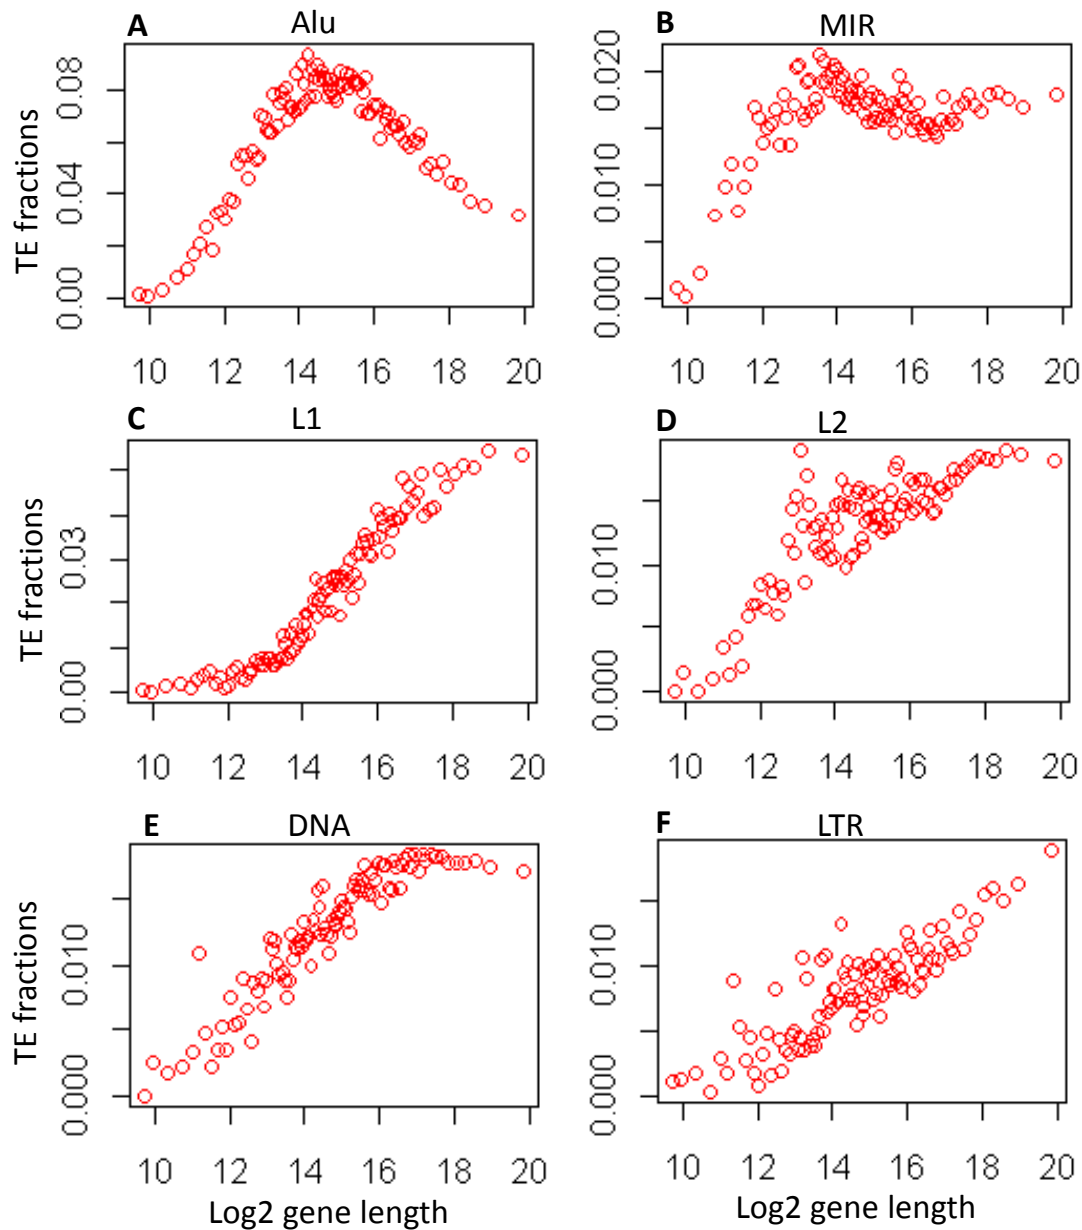 A Alu
B MIR
TE fractions
0.00 0.04 0.08
0.000 0.010 0.020
10 12 14 16 18 20
10 12 14 16 18 20
C L1
D L2
TE fractions
0.00 0.03
0.000 0.010
10 12 14 16 18 20
10 12 14 16 18 20
E DNA
F LTR
TE fractions
0.000 0.010
0.000 0.010
10 12 14 16 18 20
10 12 14 16 18 20
Log2 gene length
Log2 gene length